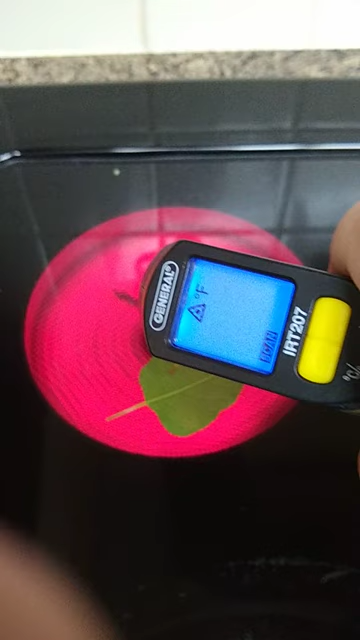 GENERAL®
°F
SCAN
IRT207
°C/